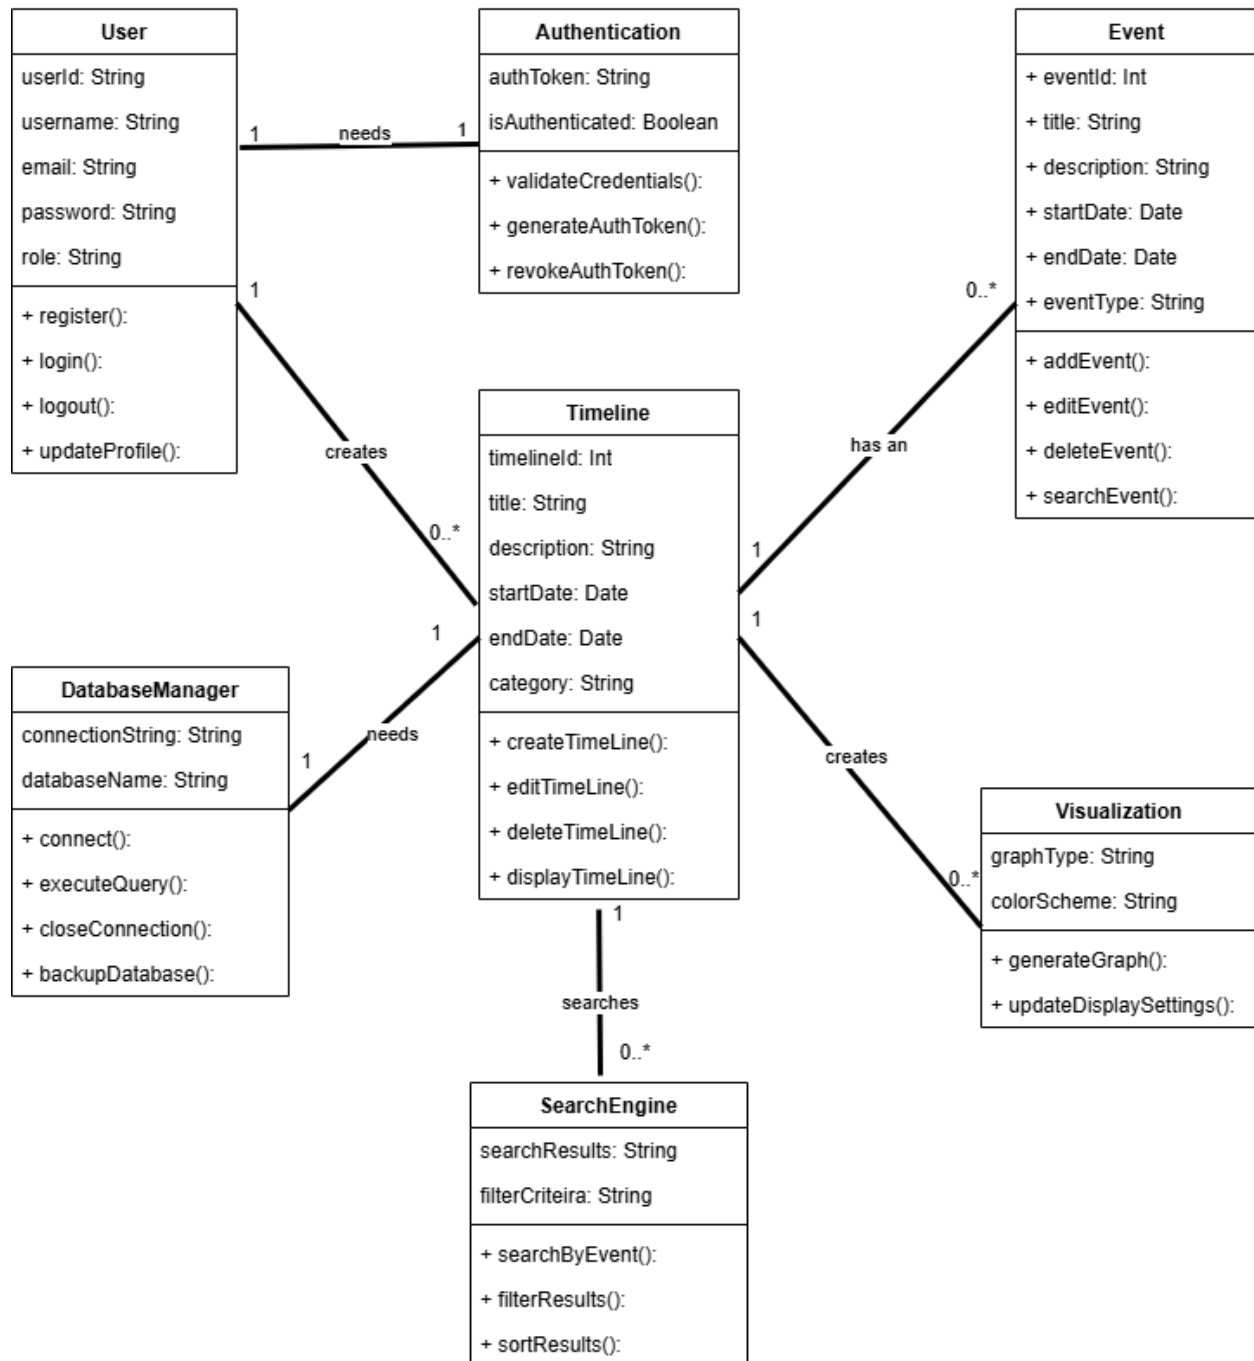 User
userId: String
username: String
email: String
password: String
role: String
+ register():
+ login():
+ logout():
+ updateProfile():
1
needs
1
Authentication
authToken: String
isAuthenticated: Boolean
+ validateCredentials():
+ generateAuthToken():
+ revokeAuthToken():
Event
+ eventId: Int
+ title: String
+ description: String
+ startDate: Date
+ endDate: Date
+ eventType: String
+ addEvent():
+ editEvent():
+ deleteEvent():
+ searchEvent():
1
creates
0..*
0..*
has an
1
Timeline
timelineId: Int
title: String
description: String
startDate: Date
endDate: Date
category: String
+ createTimeLine():
+ editTimeLine():
+ deleteTimeLine():
+ displayTimeLine():
1
needs
1
DatabaseManager
connectionString: String
databaseName: String
+ connect():
+ executeQuery():
+ closeConnection():
+ backupDatabase():
1
creates
0..*
Visualization
graphType: String
colorScheme: String
+ generateGraph():
+ updateDisplaySettings():
1
searches
0..*
SearchEngine
searchResults: String
filterCriteira: String
+ searchByEvent():
+ filterResults():
+ sortResults():